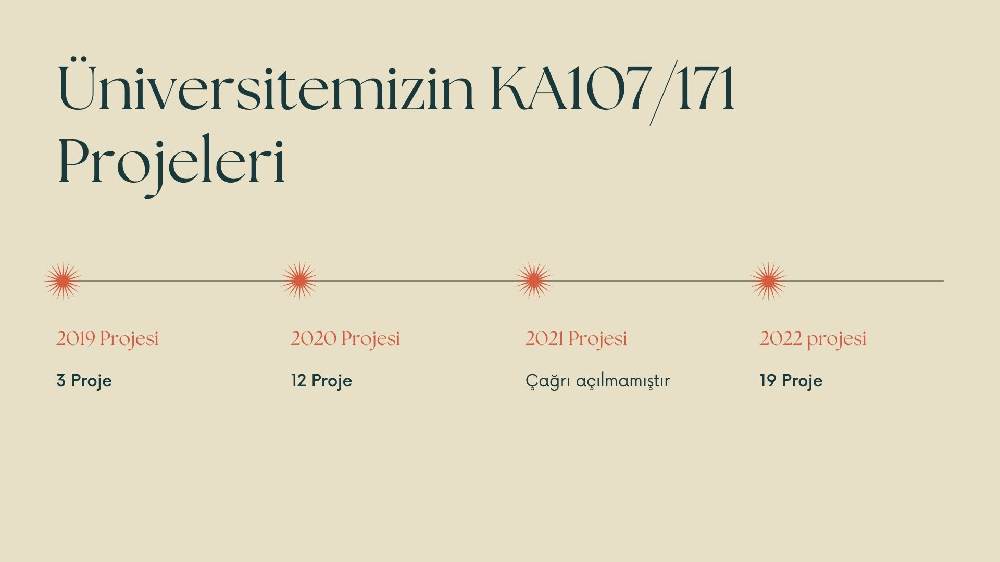 Üniversitemizin KA107/171
Projeleri
2019 Projesi
3 Proje
2020 Projesi
12 Proje
2021 Projesi
Çağrı açılmamıştır
2022 projesi
19 Proje